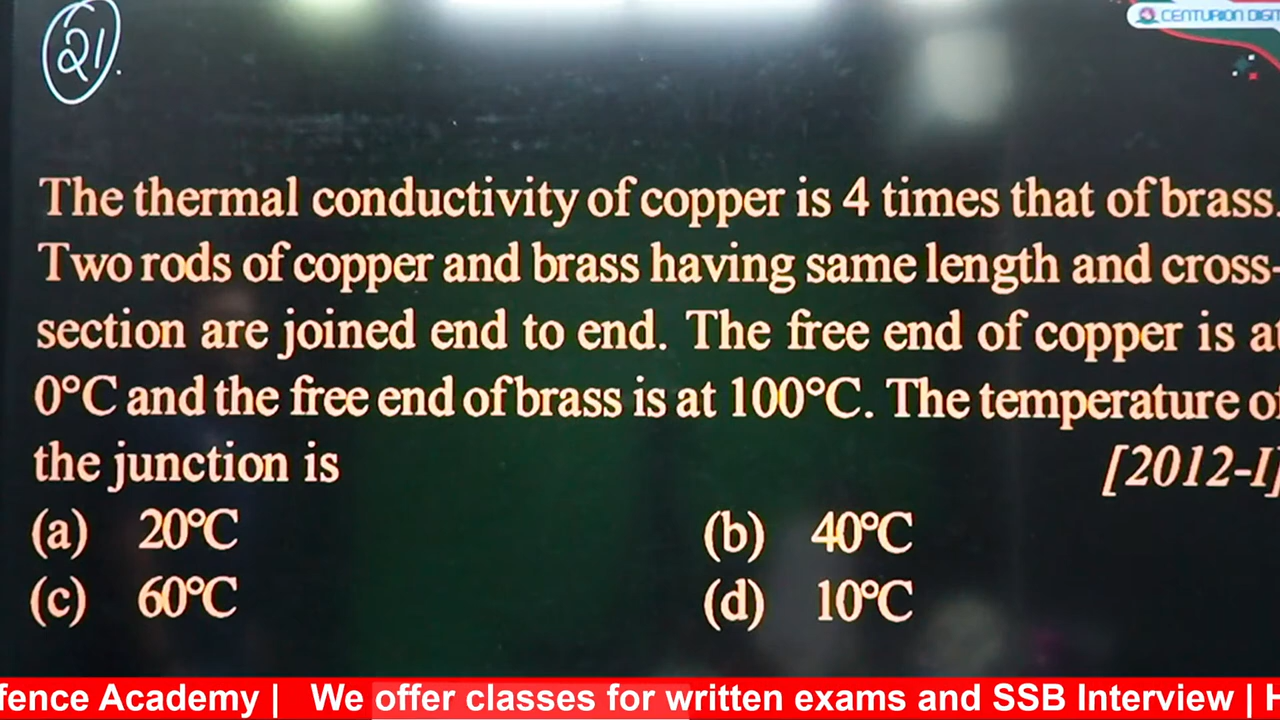 21.
CENTURION
The thermal conductivity of copper is 4 times that of brass.
Two rods of copper and brass having same length and cross-
section are joined end to end. The free end of copper is at
0°C and the free end of brass is at 100°C. The temperature of
the junction is [2012-I]
(a) 20°C (b) 40°C
(c) 60°C (d) 10°C
fence Academy | We offer classes for written exams and SSB Interview | H